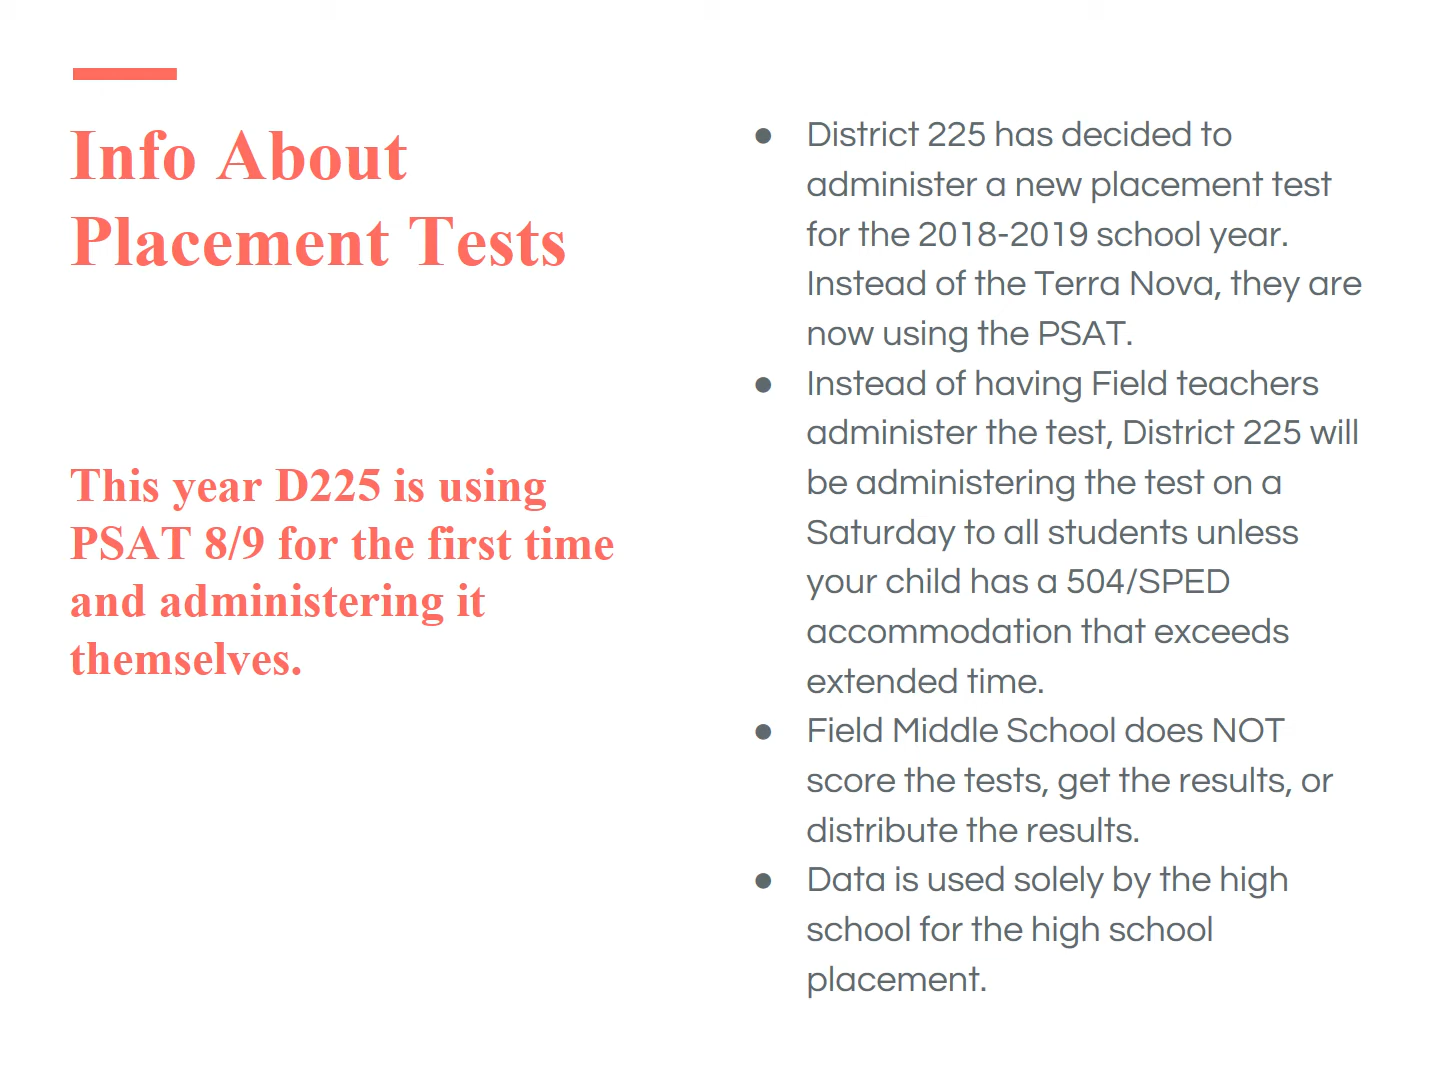 Info About
Placement Tests
This year D225 is using
PSAT 8/9 for the first time
and administering it
themselves.
● District 225 has decided to
administer a new placement test
for the 2018-2019 school year.
Instead of the Terra Nova, they are
now using the PSAT.
● Instead of having Field teachers
administer the test, District 225 will
be administering the test on a
Saturday to all students unless
your child has a 504/SPED
accommodation that exceeds
extended time.
● Field Middle School does NOT
score the tests, get the results, or
distribute the results.
● Data is used solely by the high
school for the high school
placement.